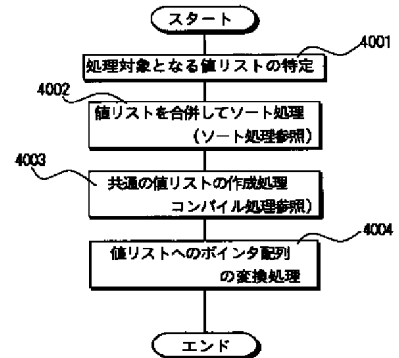 スタート
4001
処理対象となる値リストの特定
4002
値リストを合併してソート処理
(ソート処理参照)
4003
共通の値リストの作成処理
コンパイル処理参照)
4004
値リストへのポインタ配列
の変換処理
エンド